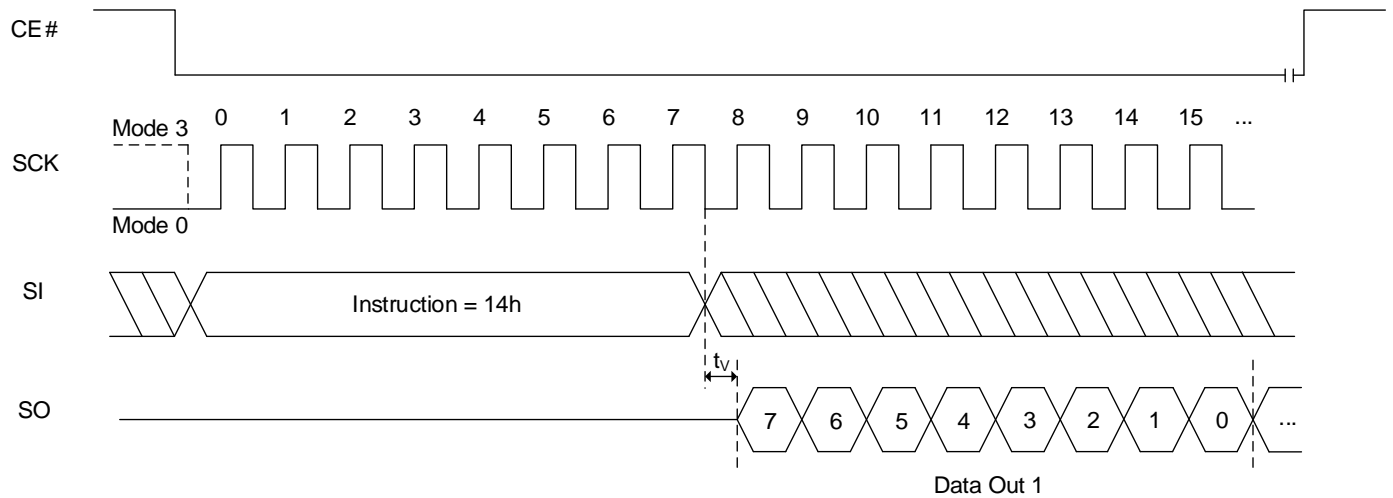 CE#
0 1 2 3 4 5 6 7 8 9 10 11 12 13 14 15 ...
Mode 3
SCK
Mode 0
SI
Instruction = 14h
tV
SO
7 6 5 4 3 2 1 0 ...
Data Out 1